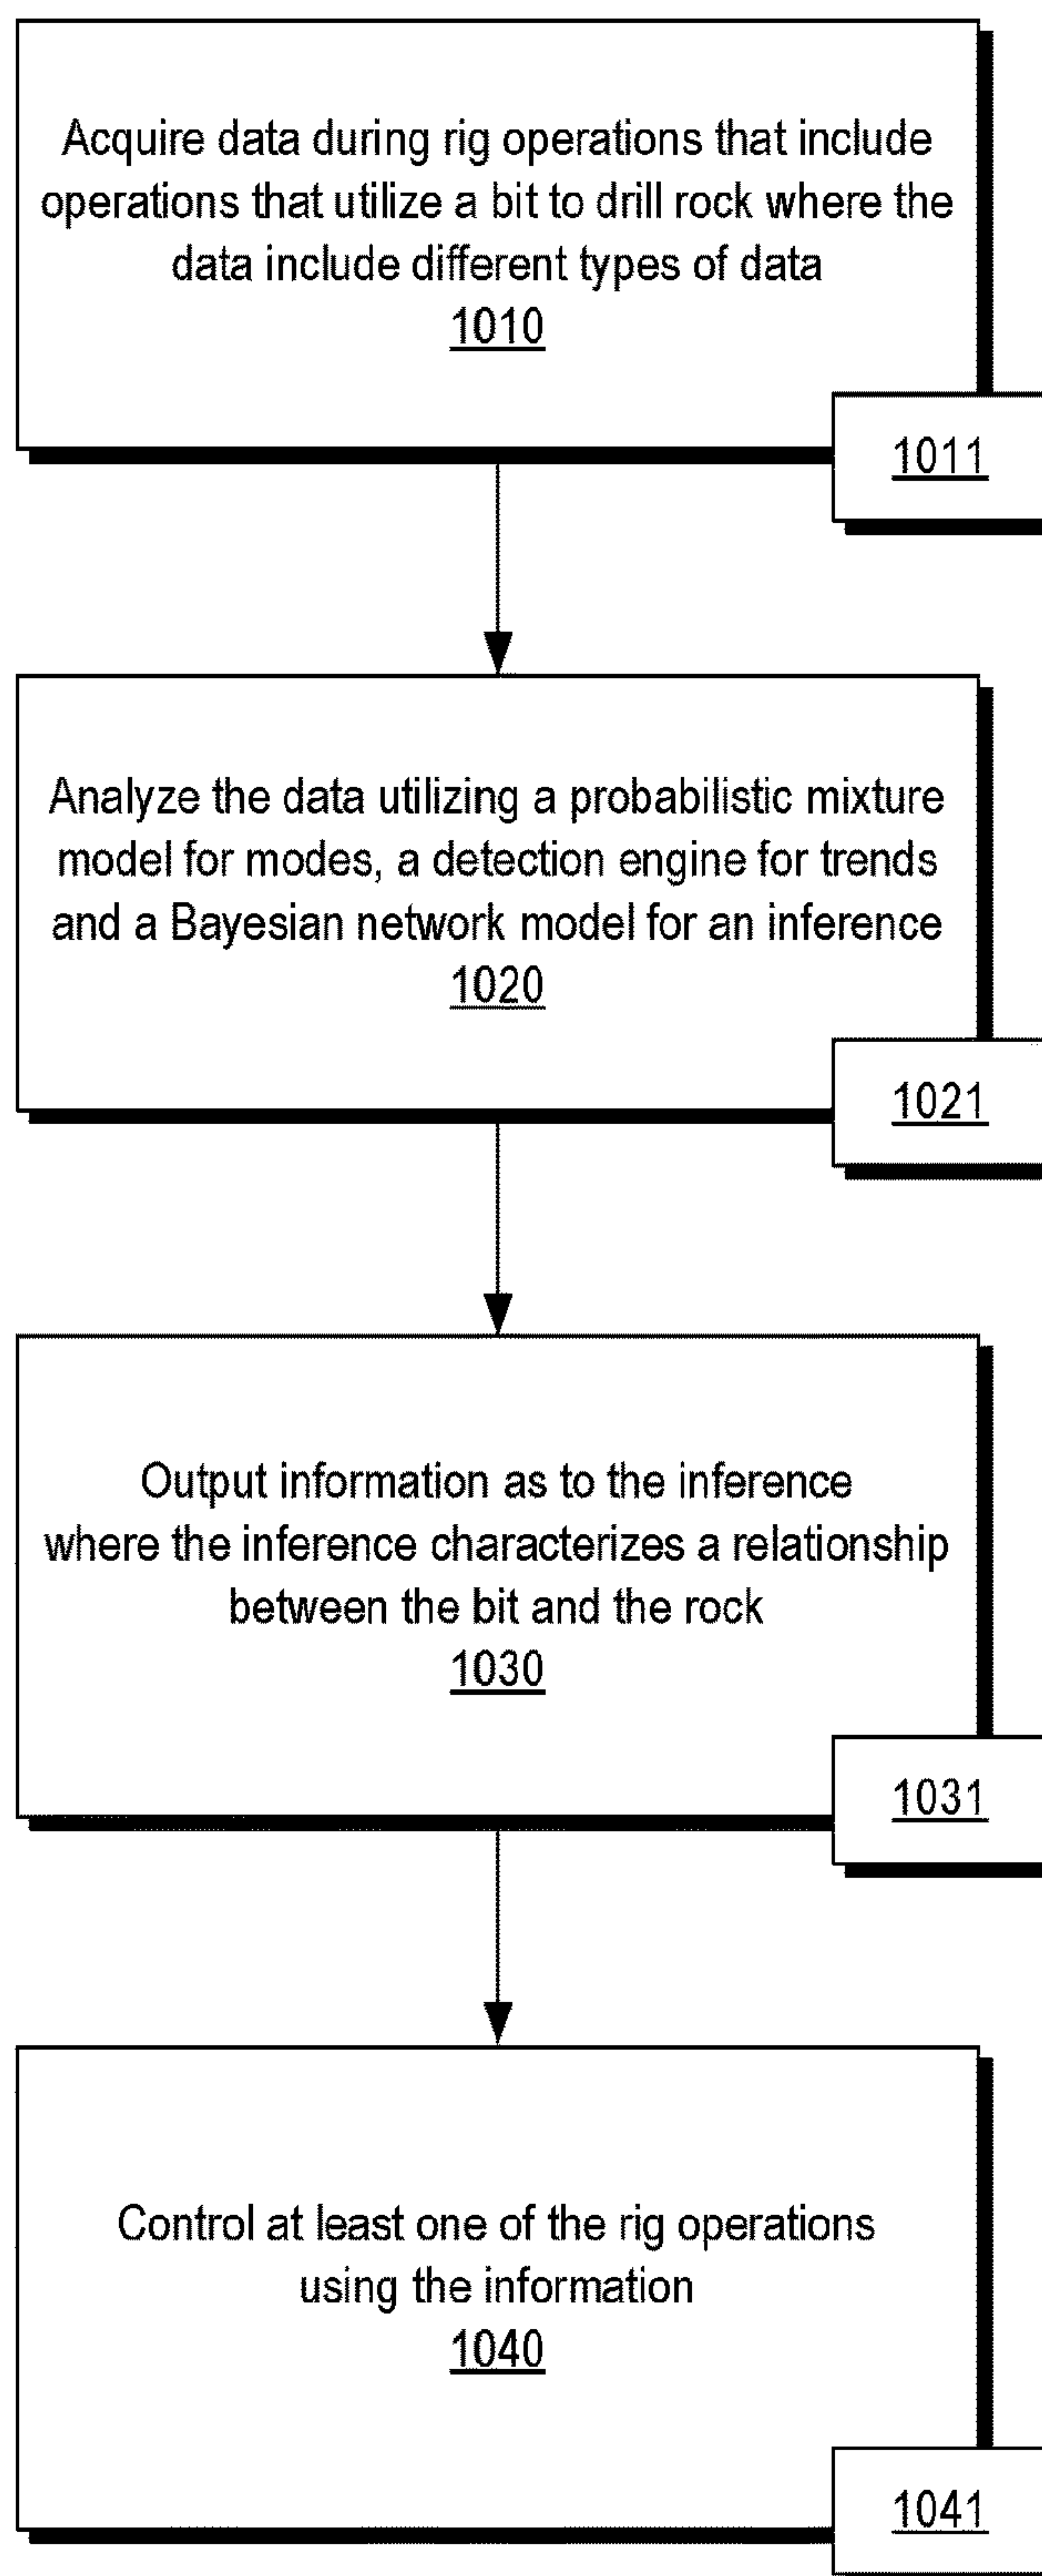 Acquire data during rig operations that include
operations that utilize a bit to drill rock where the
data include different types of data
1010
1011
Analyze the data utilizing a probabilistic mixture
model for modes, a detection engine for trends
and a Bayesian network model for an inference
1020
1021
Output information as to the inference
where the inference characterizes a relationship
between the bit and the rock
1030
1031
Control at least one of the rig operations
using the information
1040
1041